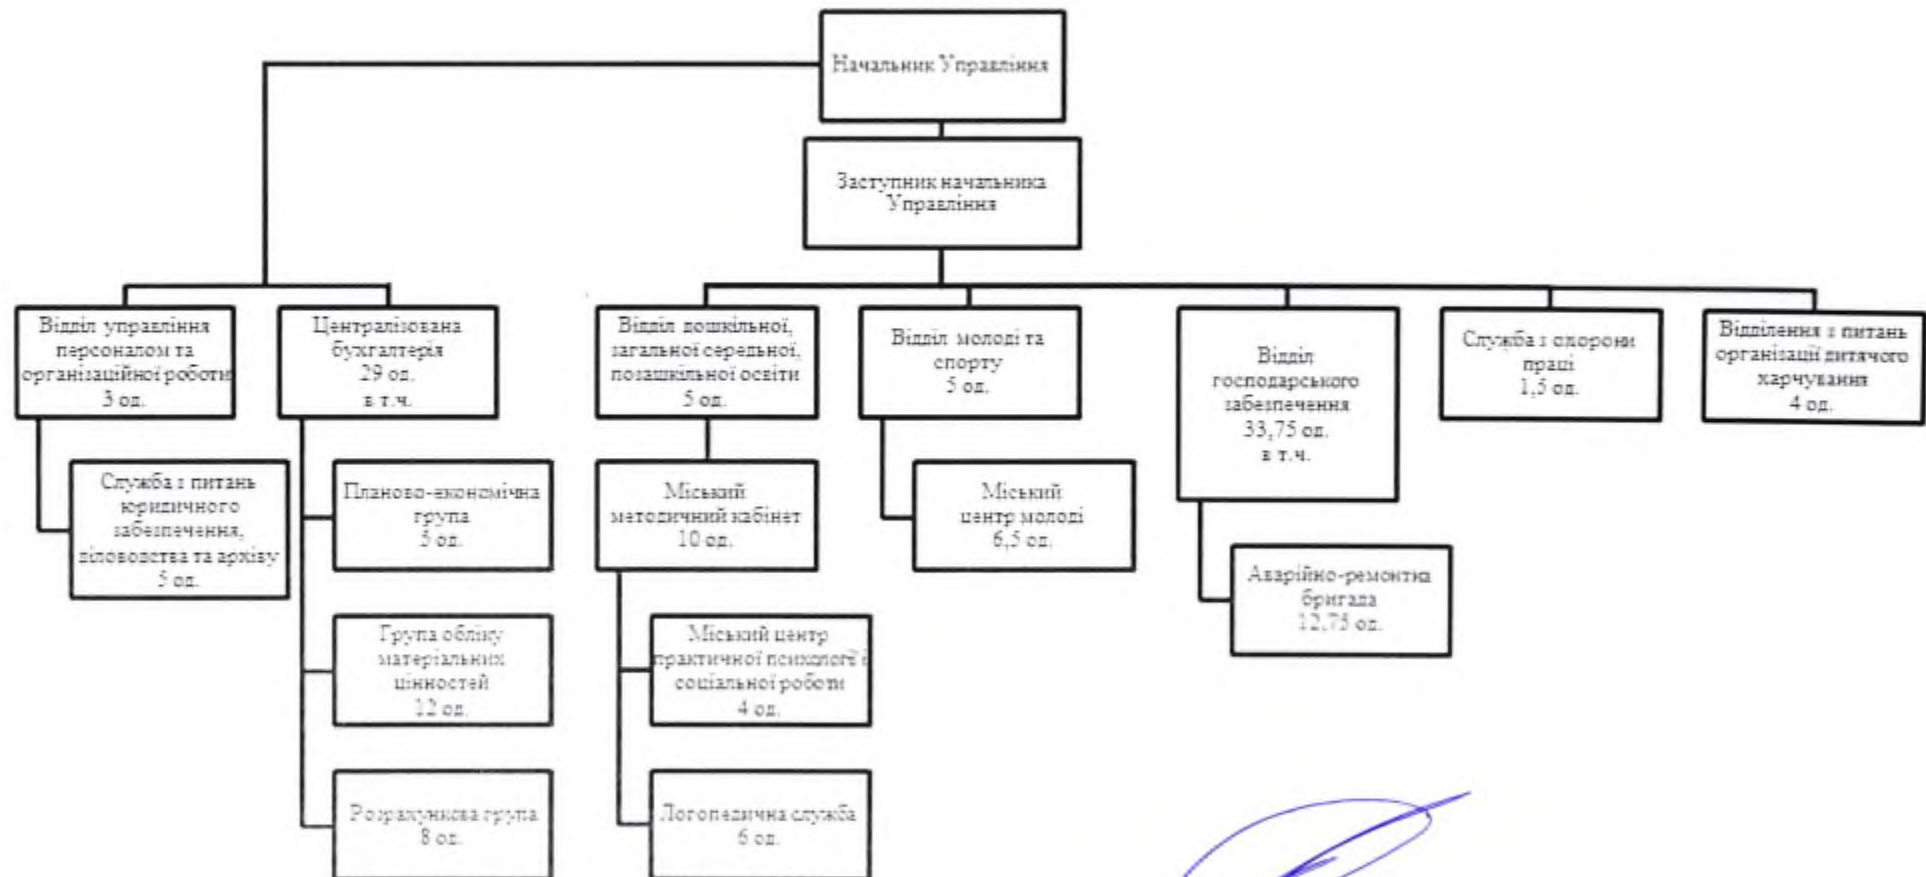 Начальник Управління
Заступник начальника
Управління
Відділ управління
персоналом та
організаційної роботи
3 од.
Централізована
бухгалтерія
29 од.
в т.ч.
Відділ дошкільної,
загальної середньої,
позашкільної освіти
5 од.
Відділ молоді та
спорту
5 од.
Відділ
господарського
забезпечення
33,75 од.
в т.ч.
Служба з охорони
праці
1,5 од.
Відділення з питань
організації дитячого
харчування
4 од.
Служба з питань
юридичного
забезпечення,
діловодства та архіву
5 од.
Планово-економічна
група
5 од.
Міський
методичний кабінет
10 од.
Міський
центр молоді
6,5 од.
Аварійно-ремонтна
бригада
12,75 од.
Група обліку
матеріальних
цінностей
12 од.
Міський центр
практичної психології і
соціальної роботи
4 од.
Розрахункова група
8 од.
Логопедична служба
6 од.